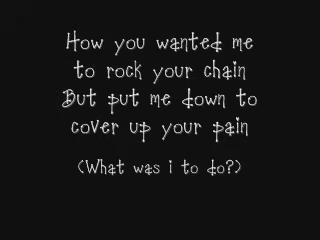 How you wanted me
to rock your chain
But put me down to
cover up your pain
(What was i to do?)